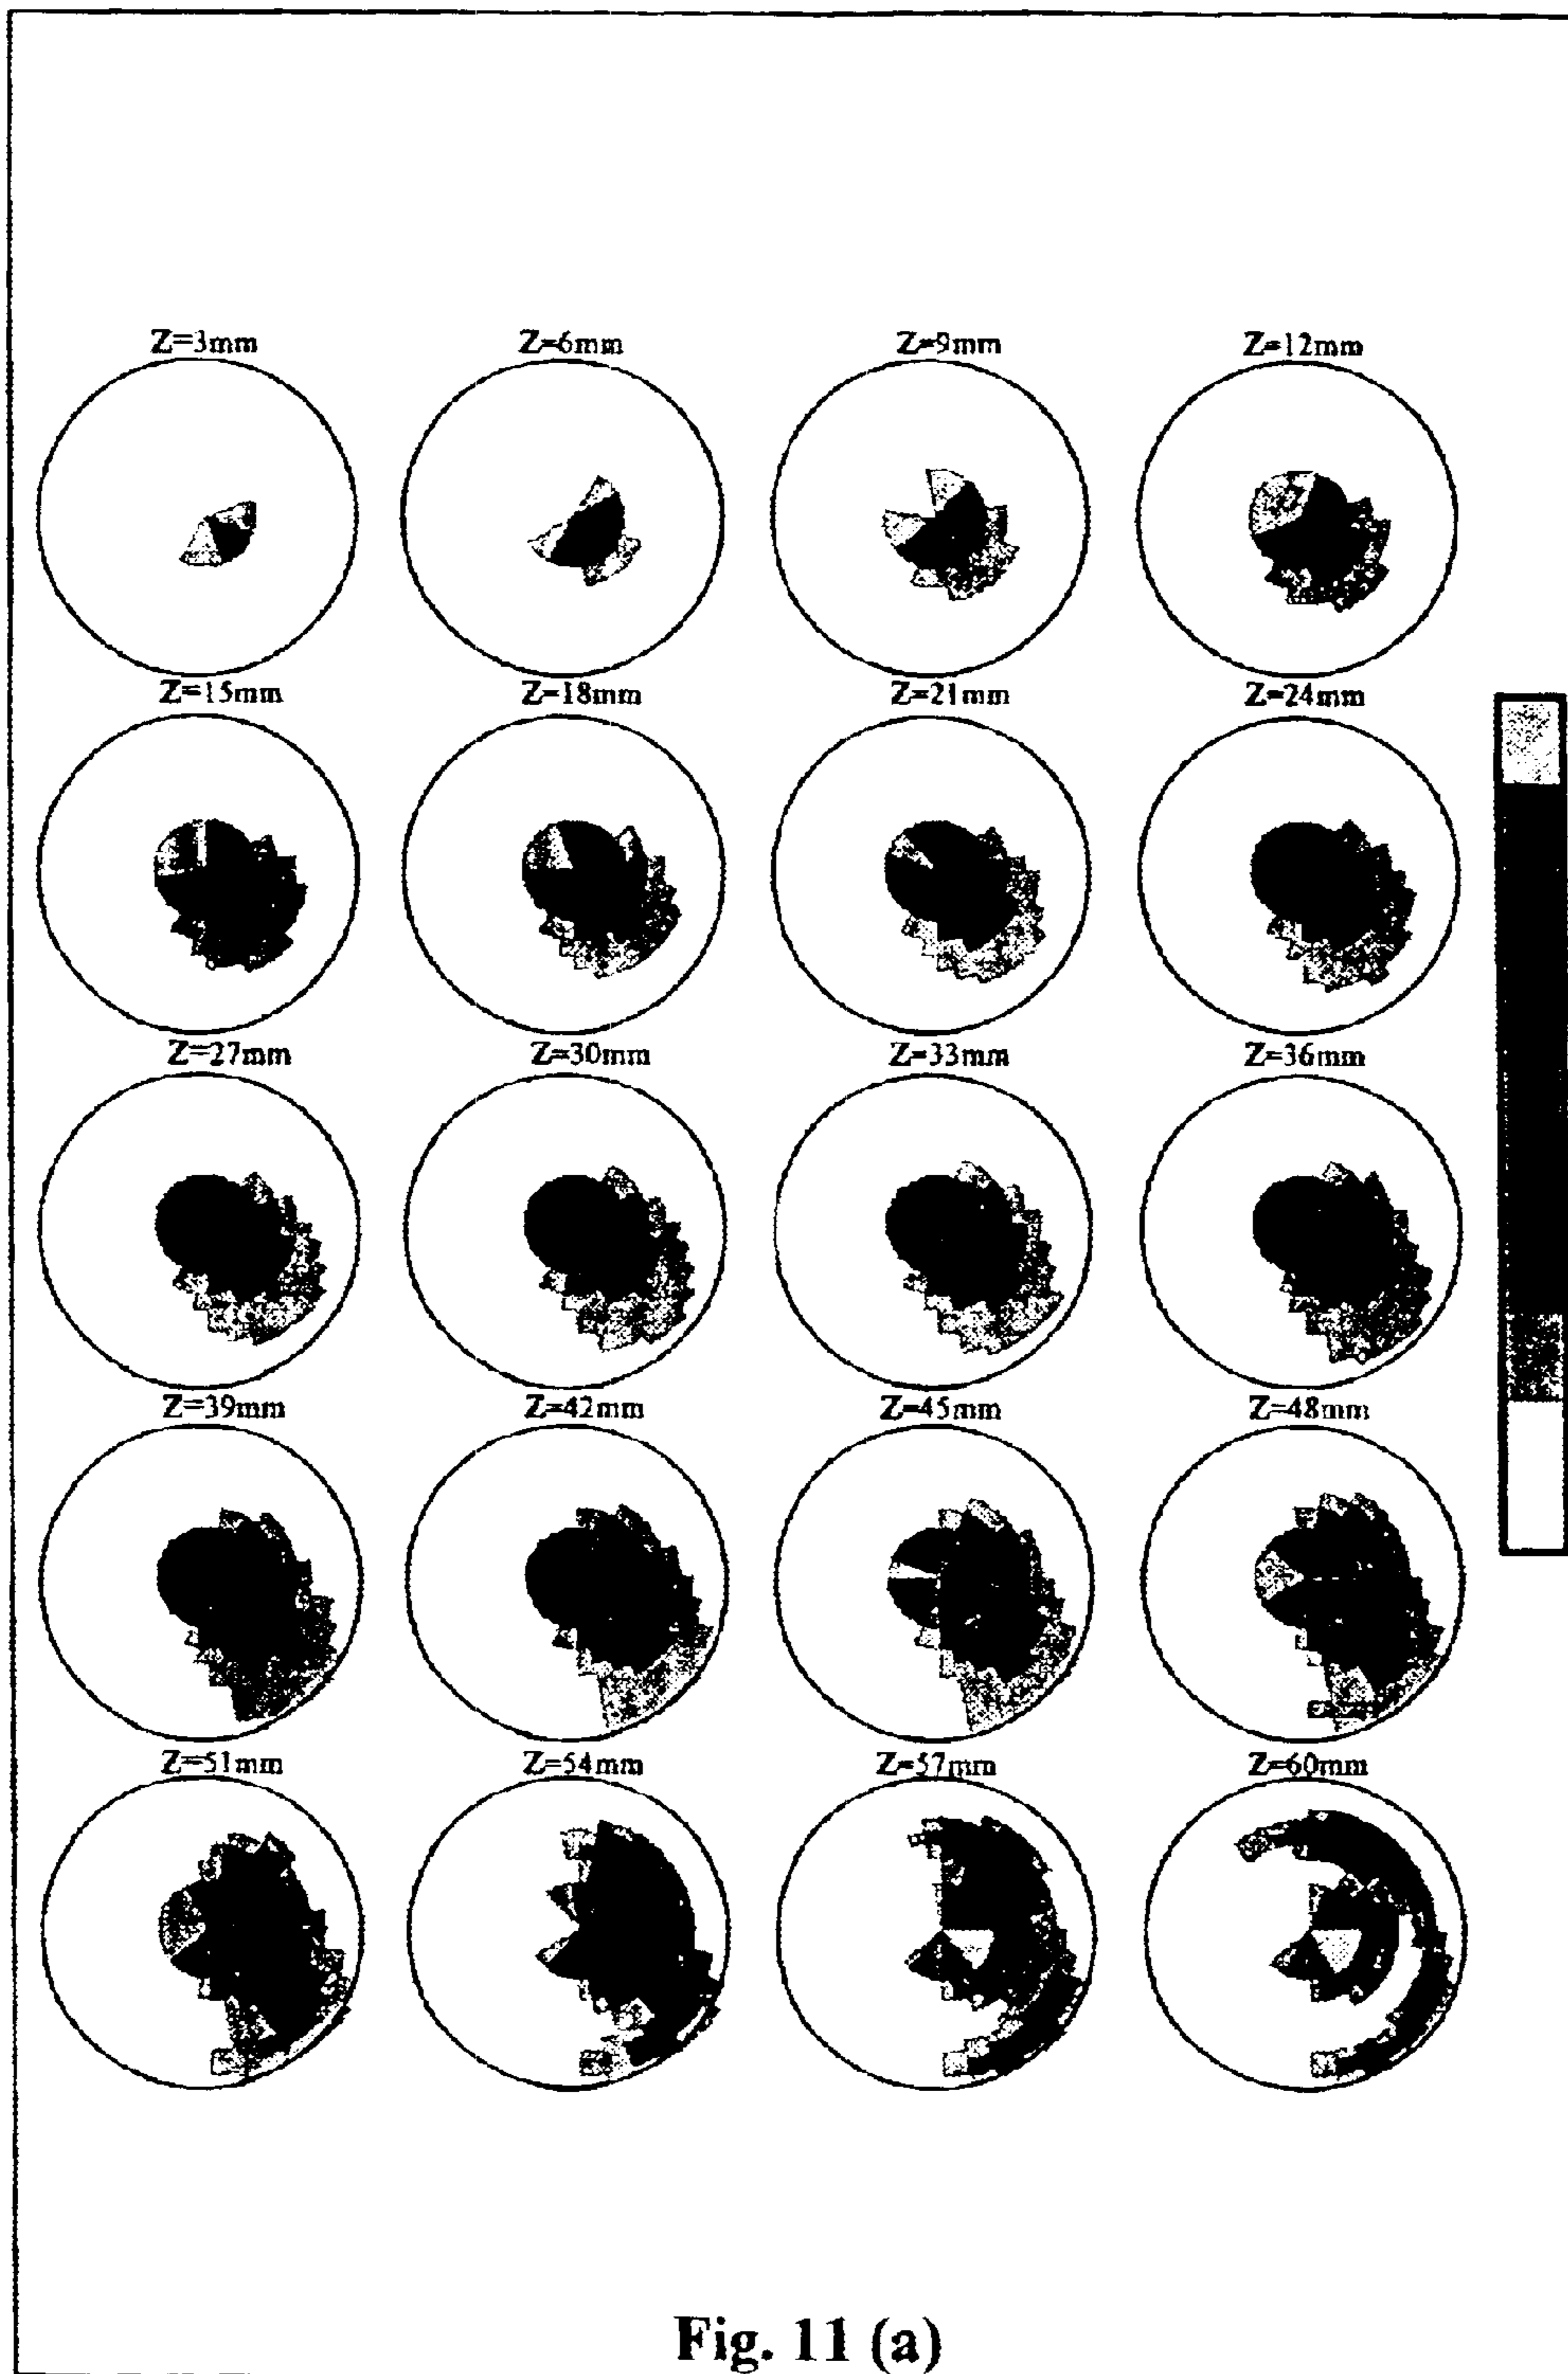 Z=3mm Z=6mm Z=9mm Z=12mm
Z=15mm Z=18mm Z=21mm Z=24mm
Z=27mm Z=30mm Z=33mm Z=36mm
Z=39mm Z=42mm Z=45mm Z=48mm
Z=51mm Z=54mm Z=57mm Z=60mm
Fig. 11 (a)